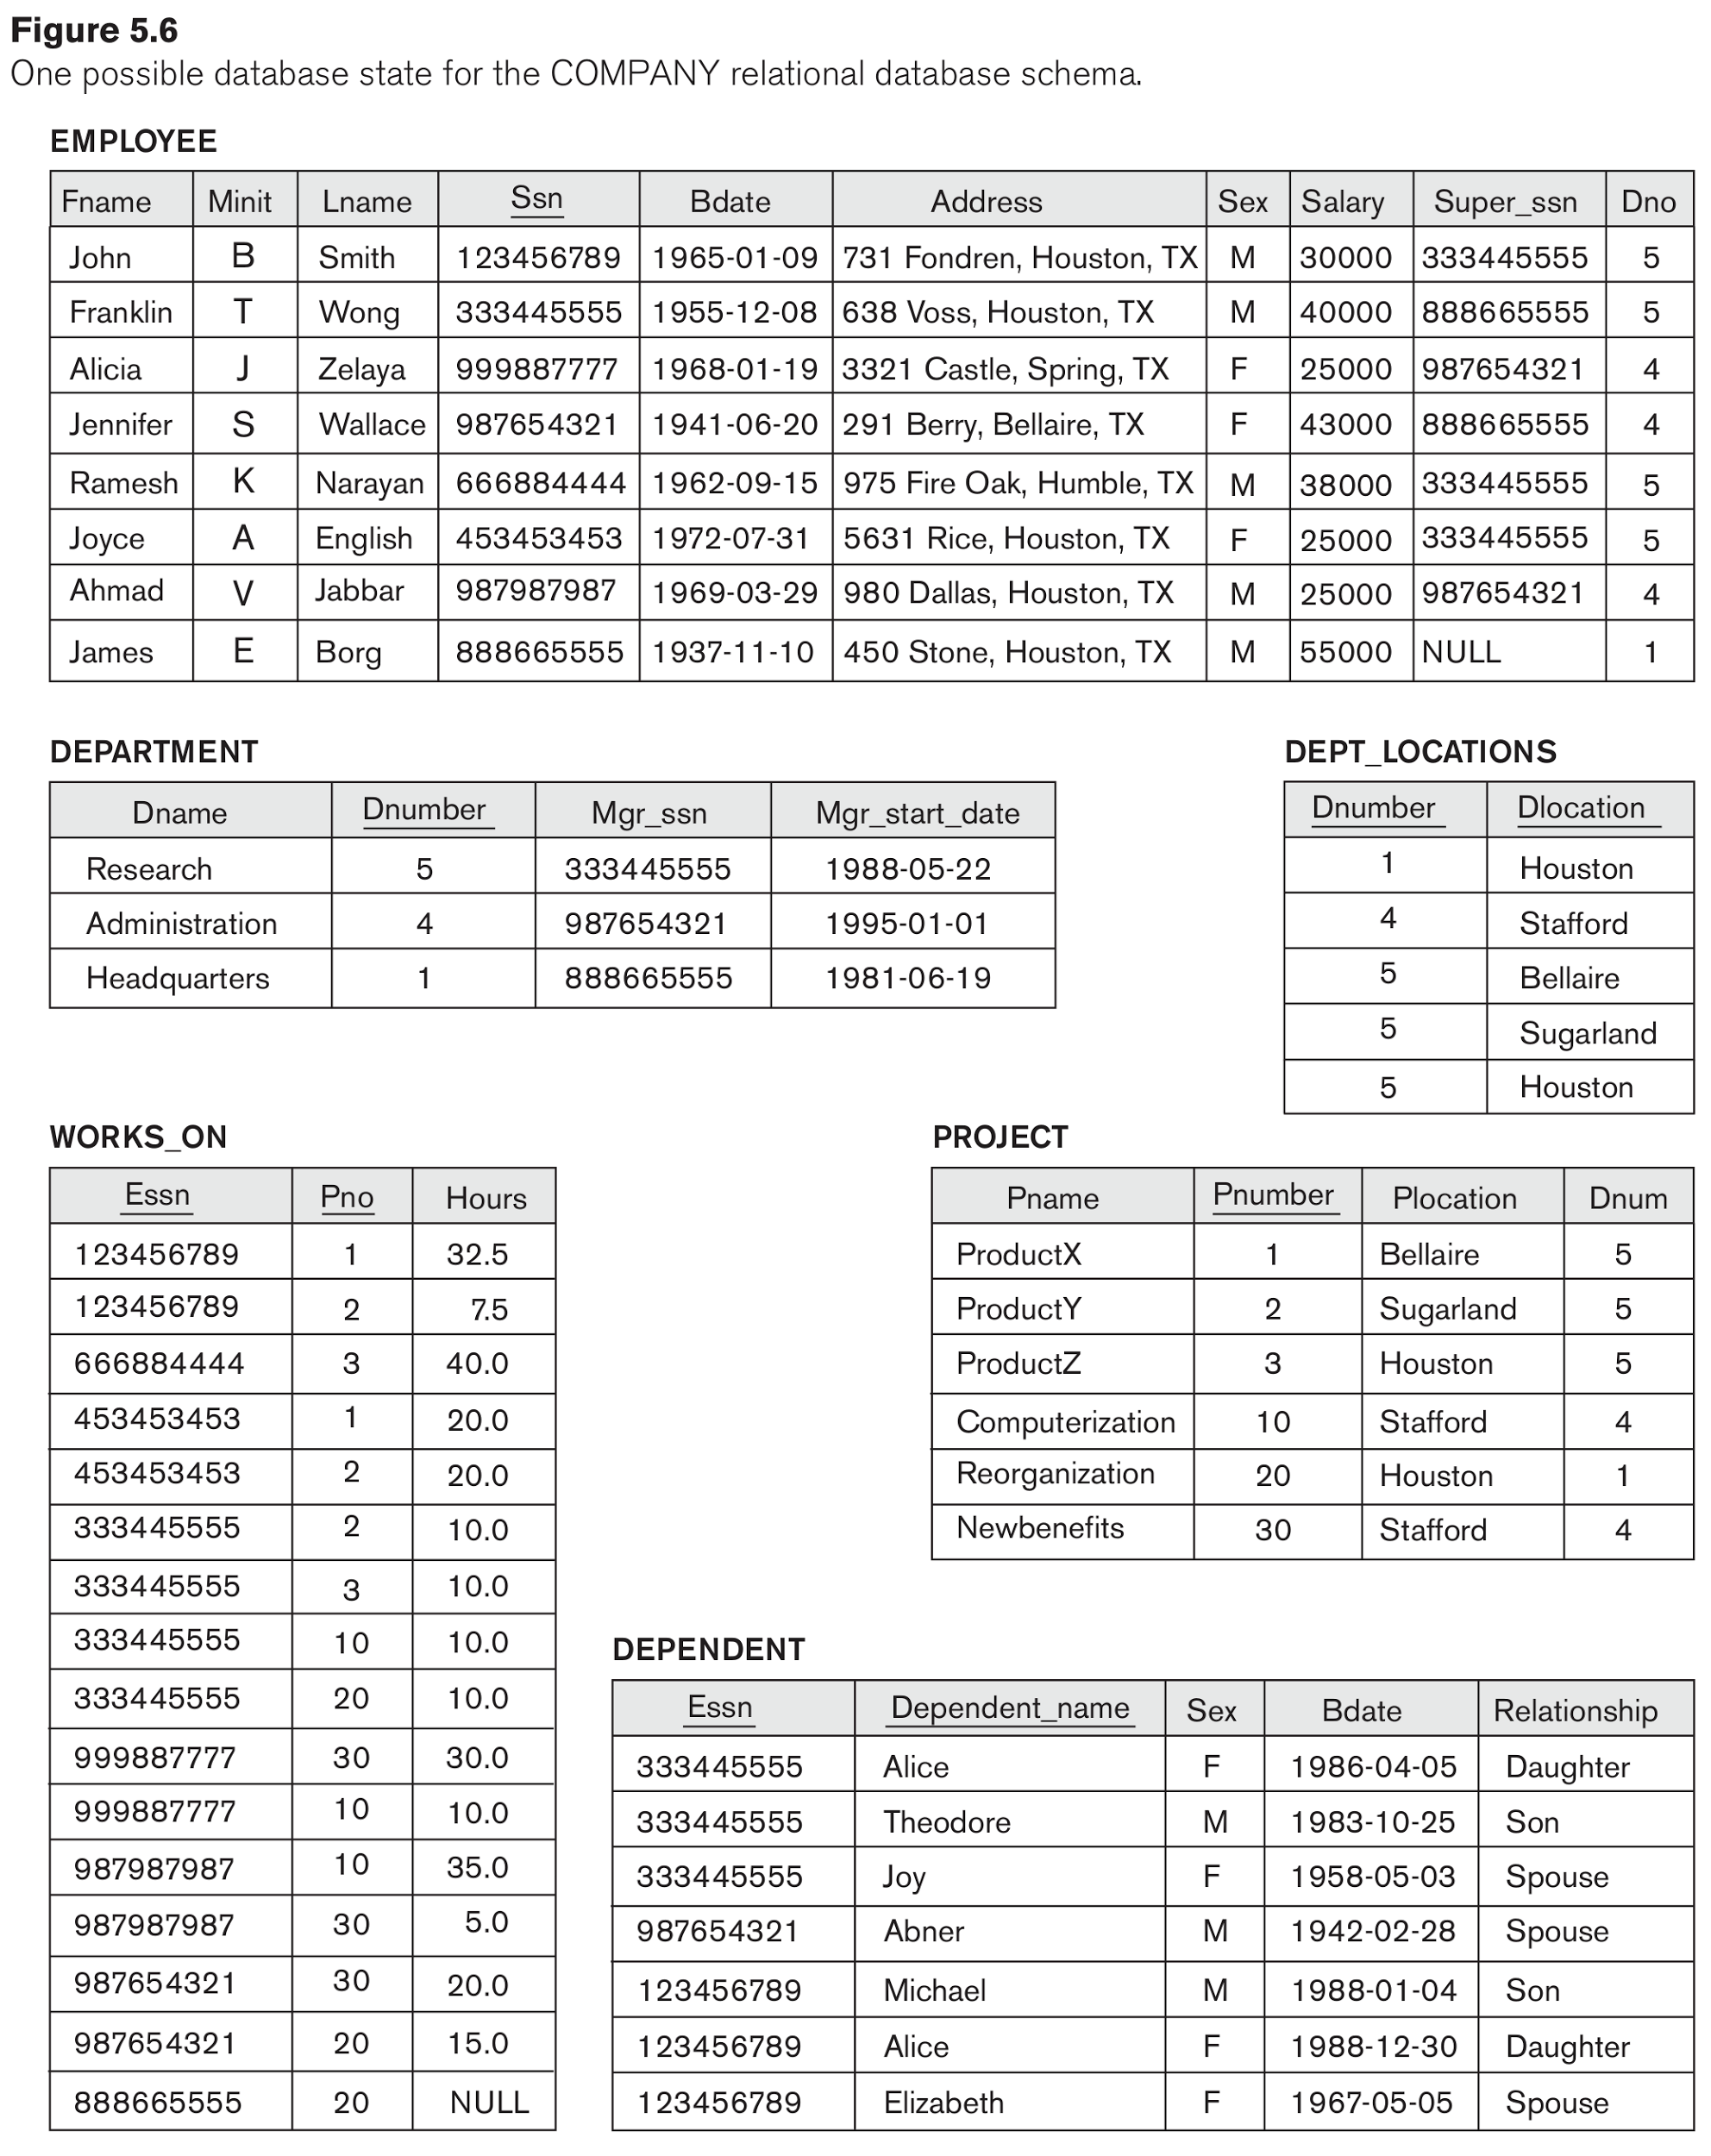 Figure 5.6
One possible database state for the COMPANY relational database schema.
EMPLOYEE
Fname Minit Lname Ssn Bdate Address Sex Salary Super_ssn Dno
John B Smith 123456789 1965-01-09 731 Fondren, Houston, TX M 30000 333445555 5
Franklin T Wong 333445555 1955-12-08 638 Voss, Houston, TX M 40000 888665555 5
Alicia J Zelaya 999887777 1968-01-19 3321 Castle, Spring, TX F 25000 987654321 4
Jennifer S Wallace 987654321 1941-06-20 291 Berry, Bellaire, TX F 43000 888665555 4
Ramesh K Narayan 666884444 1962-09-15 975 Fire Oak, Humble, TX M 38000 333445555 5
Joyce A English 453453453 1972-07-31 5631 Rice, Houston, TX F 25000 333445555 5
Ahmad V Jabbar 987987987 1969-03-29 980 Dallas, Houston, TX M 25000 987654321 4
James E Borg 888665555 1937-11-10 450 Stone, Houston, TX M 55000 NULL 1
DEPARTMENT
Dname Dnumber Mgr_ssn Mgr_start_date
Research 5 333445555 1988-05-22
Administration 4 987654321 1995-01-01
Headquarters 1 888665555 1981-06-19
DEPT_LOCATIONS
Dnumber Dlocation
1 Houston
4 Stafford
5 Bellaire
5 Sugarland
5 Houston
WORKS_ON
Essn Pno Hours
123456789 1 32.5
123456789 2 7.5
666884444 3 40.0
453453453 1 20.0
453453453 2 20.0
333445555 2 10.0
333445555 3 10.0
333445555 10 10.0
333445555 20 10.0
999887777 30 30.0
999887777 10 10.0
987987987 10 35.0
987987987 30 5.0
987654321 30 20.0
987654321 20 15.0
888665555 20 NULL
PROJECT
Pname Pnumber Plocation Dnum
ProductX 1 Bellaire 5
ProductY 2 Sugarland 5
ProductZ 3 Houston 5
Computerization 10 Stafford 4
Reorganization 20 Houston 1
Newbenefits 30 Stafford 4
DEPENDENT
Essn Dependent_name Sex Bdate Relationship
333445555 Alice F 1986-04-05 Daughter
333445555 Theodore M 1983-10-25 Son
333445555 Joy F 1958-05-03 Spouse
987654321 Abner M 1942-02-28 Spouse
123456789 Michael M 1988-01-04 Son
123456789 Alice F 1988-12-30 Daughter
123456789 Elizabeth F 1967-05-05 Spouse